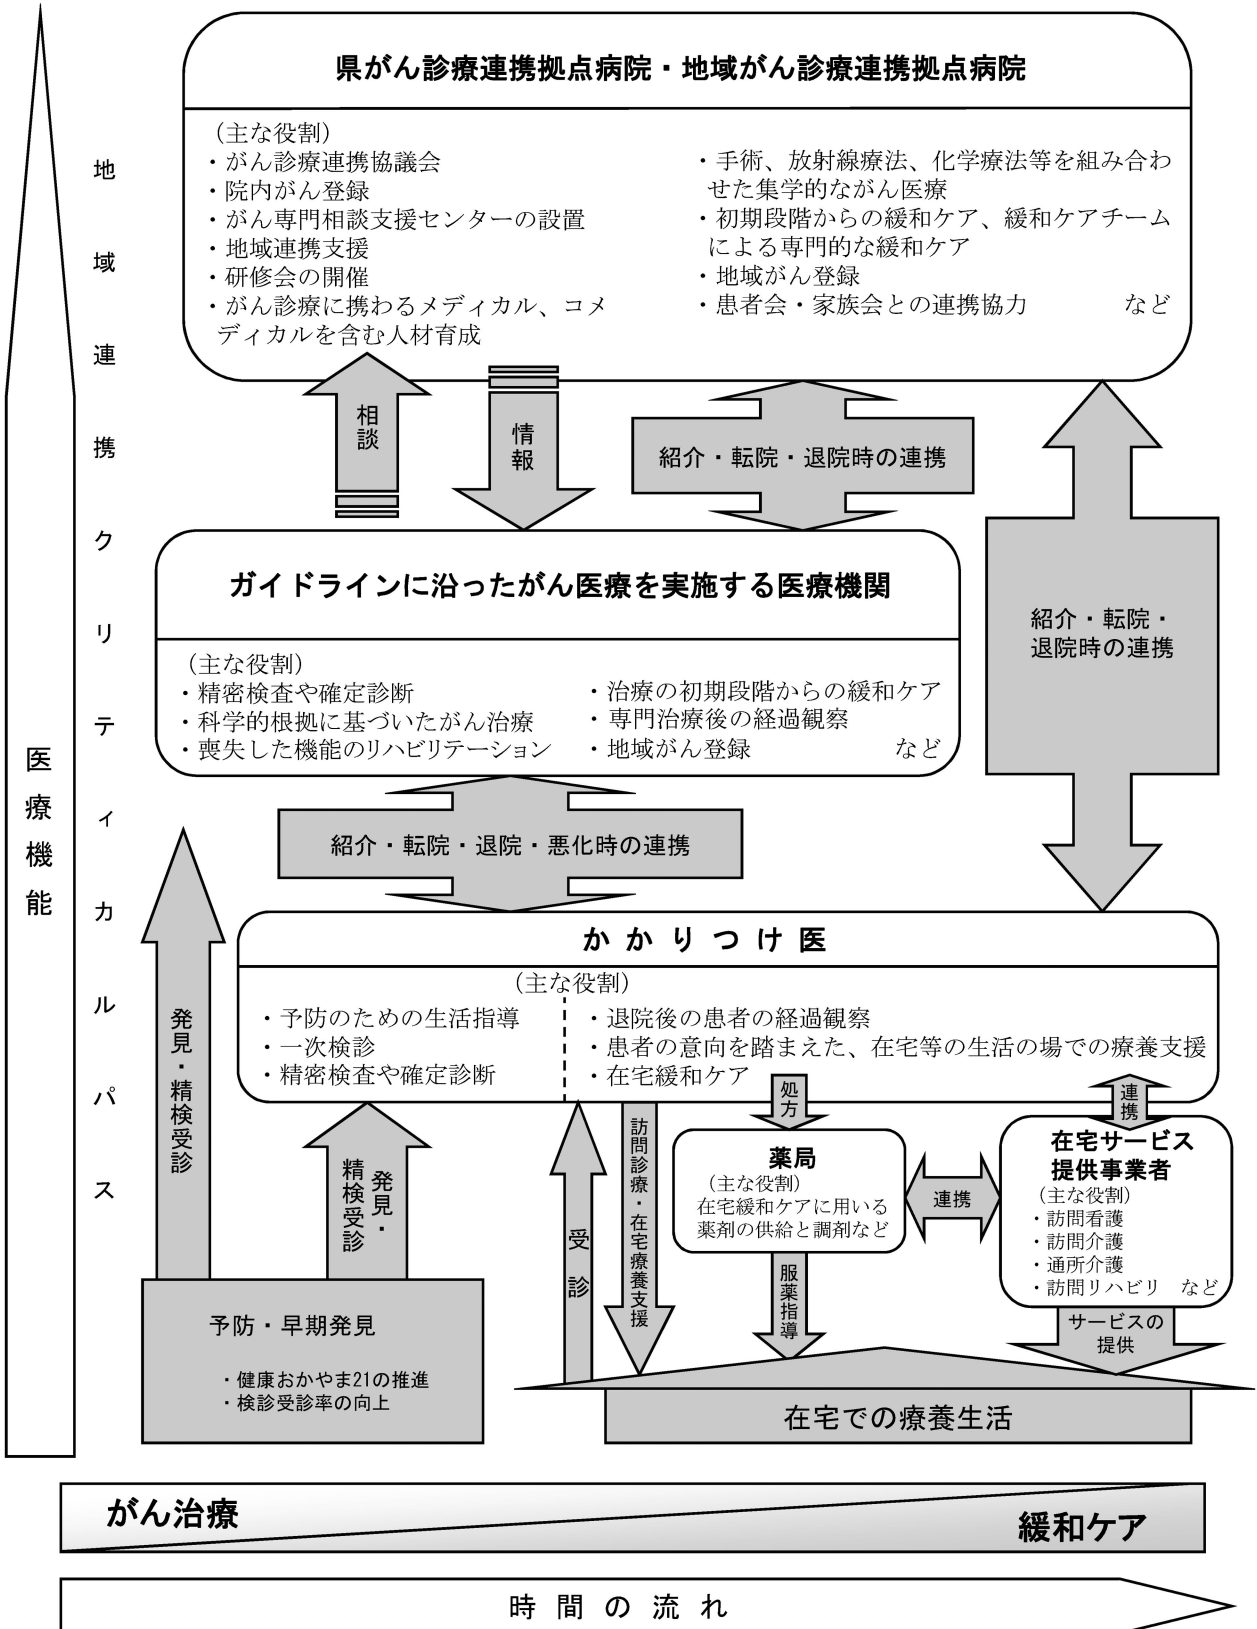 県がん診療連携拠点病院・地域がん診療連携拠点病院
（主な役割）
・がん診療連携協議会
・院内がん登録
・がん専門相談支援センターの設置
・地域連携支援
・研修会の開催
・がん診療に携わるメディカル、コメ
ディカルを含む人材育成
・手術、放射線療法、化学療法等を組み合わ
せた集学的ながん医療
・初期段階からの緩和ケア、緩和ケアチーム
による専門的な緩和ケア
・地域がん登録
・患者会・家族会との連携協力　など
地域連携クリティカルパス
医療機能
相談
情報
紹介・転院・退院時の連携
紹介・転院・
退院時の連携
ガイドラインに沿ったがん医療を実施する医療機関
（主な役割）
・精密検査や確定診断
・科学的根拠に基づいたがん治療
・喪失した機能のリハビリテーション
・治療の初期段階からの緩和ケア
・専門治療後の経過観察
・地域がん登録　など
紹介・転院・退院・悪化時の連携
かかりつけ医
（主な役割）
・予防のための生活指導
・一次検診
・精密検査や確定診断
・退院後の患者の経過観察
・患者の意向を踏まえた、在宅等の生活の場での療養支援
・在宅緩和ケア
発見・精検受診
発見・
精検受診
受診
訪問診療・在宅療養支援
処方
連携
薬局
（主な役割）
在宅緩和ケアに用いる
薬剤の供給と調剤など
連携
在宅サービス
提供事業者
（主な役割）
・訪問看護
・訪問介護
・通所介護
・訪問リハビリ　など
服薬指導
サービスの
提供
予防・早期発見
・健康おかやま21の推進
・検診受診率の向上
在宅での療養生活
がん治療
緩和ケア
時間の流れ